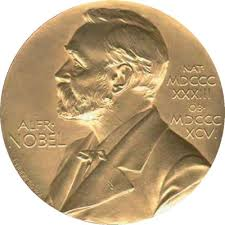 ALFR·
NOBEL
NAT·
MDCCC
XXXIII
OB·
MDCCC
XCVI